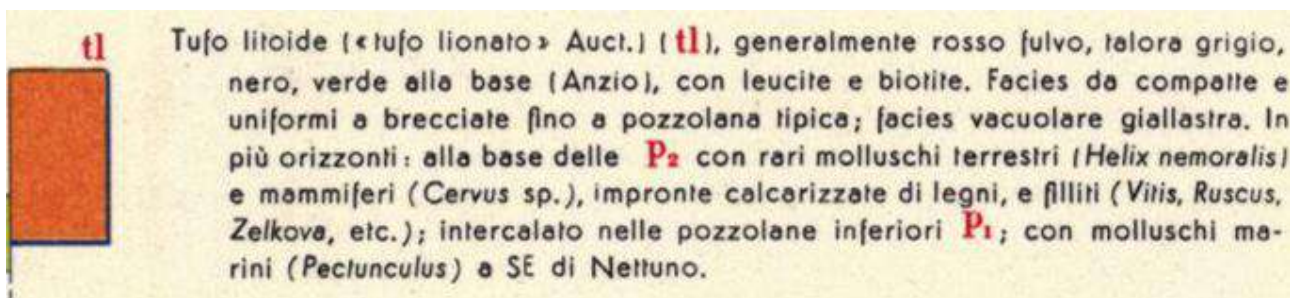 tl
Tufo litoide («tufo lionato» Auct.) (tl), generalmente rosso fulvo, talora grigio,
nero, verde alla base (Anzio), con leucite e biotite. Facies da compatte e
uniformi a brecciate fino a pozzolana tipica; facies vacuolare giallastra. In
più orizzonti: alla base delle P2 con rari molluschi terrestri (Helix nemoralis)
e mammiferi (Cervus sp.), impronte calcarizzate di legni, e filliti (Vitis, Ruscus,
Zelkova, etc.); intercalato nelle pozzolane inferiori P1; con molluschi ma-
rini (Pectunculus) a SE di Nettuno.